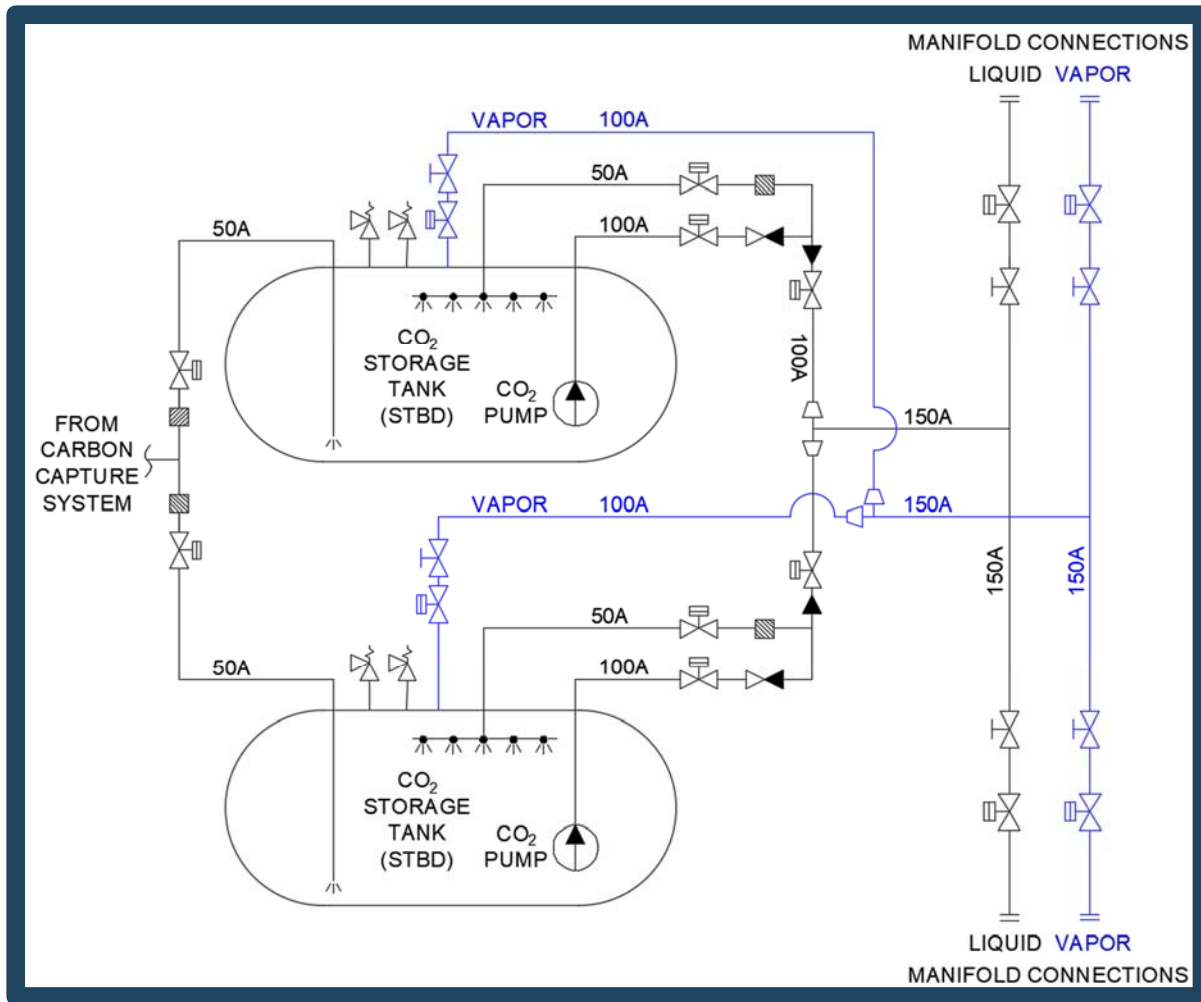 MANIFOLD CONNECTIONS
LIQUID VAPOR
VAPOR 100A
50A
100A
50A
CO₂
STORAGE
TANK
(STBD)
CO₂
PUMP
100A
150A
FROM
CARBON
CAPTURE
SYSTEM
VAPOR 100A
150A
150A
150A
50A
100A
50A
CO₂
STORAGE
TANK
(STBD)
CO₂
PUMP
LIQUID VAPOR
MANIFOLD CONNECTIONS